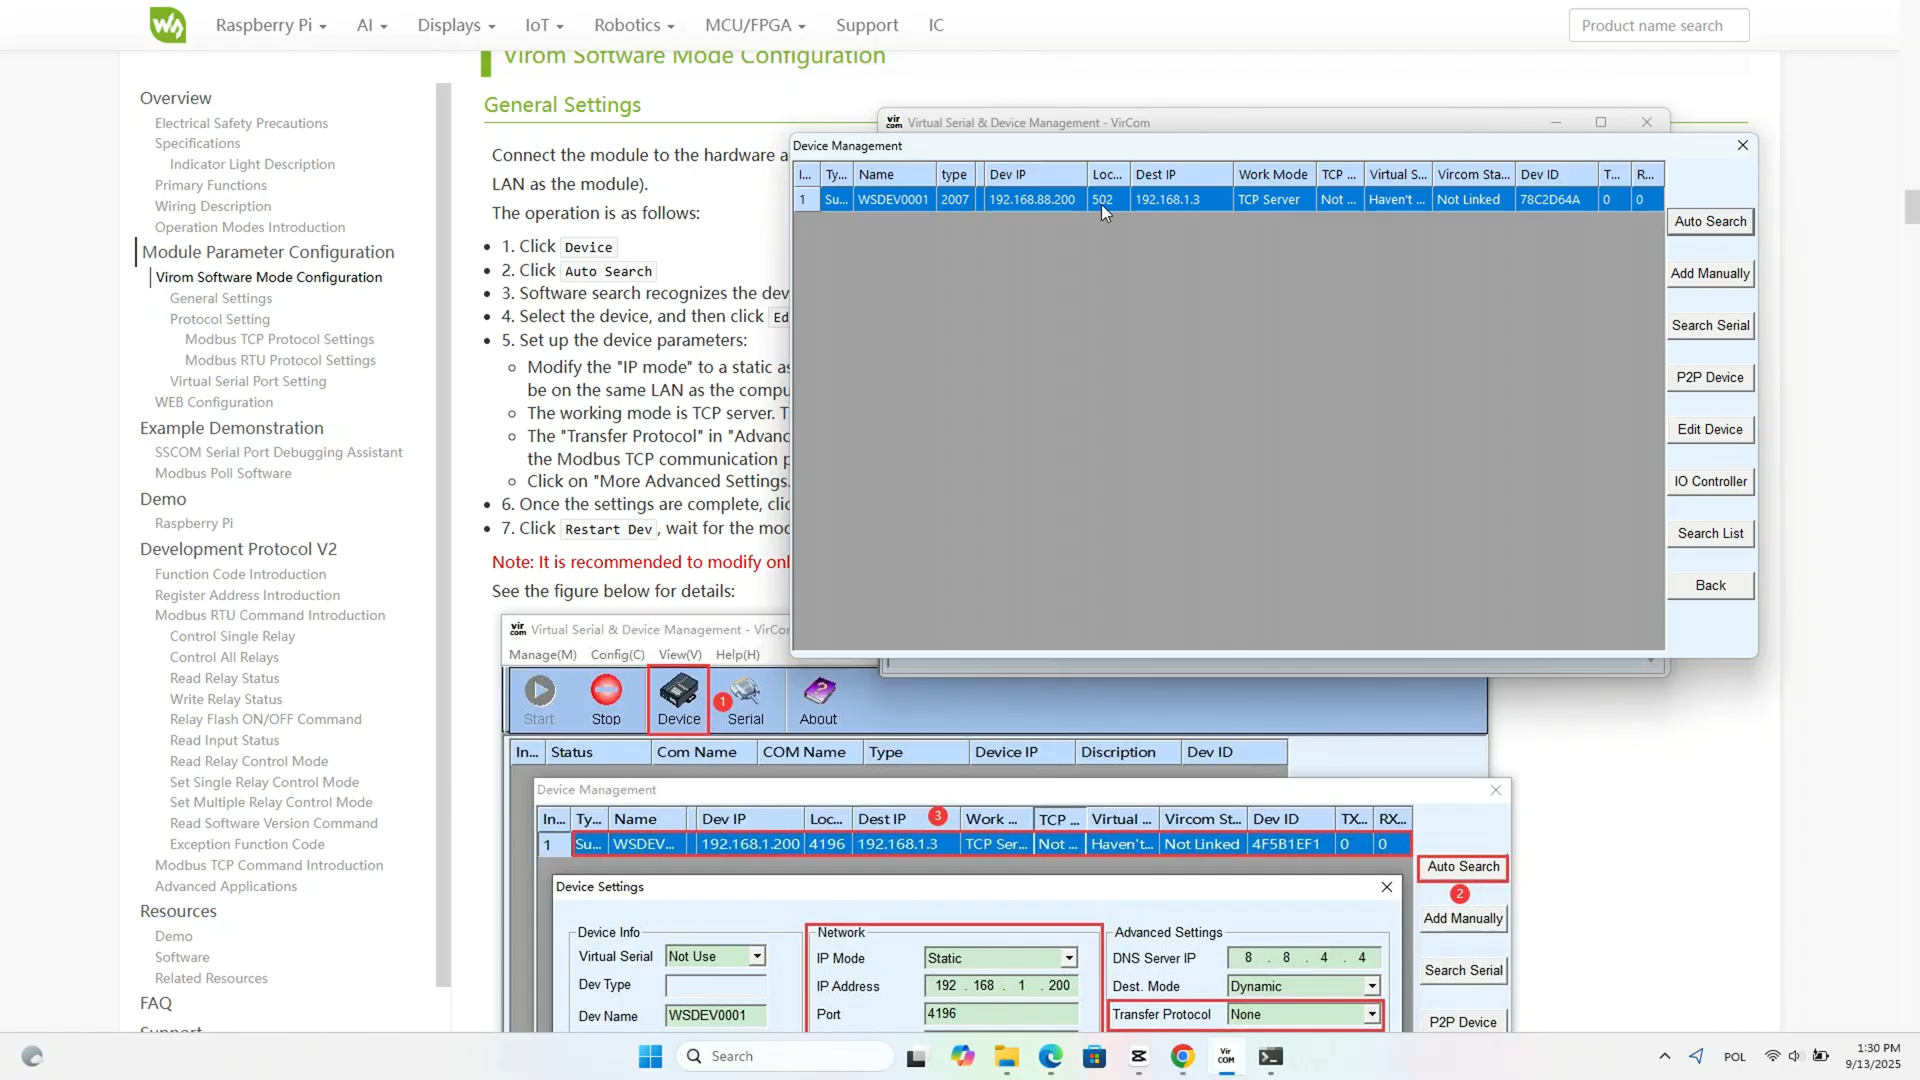 Raspberry Pi
AI
Displays
IoT
Robotics
MCU/FPGA
Support
IC
Product name search
Overview
Electrical Safety Precautions
Specifications
Indicator Light Description
Primary Functions
Wiring Description
Operation Modes Introduction
Module Parameter Configuration
Virom Software Mode Configuration
General Settings
Protocol Setting
Modbus TCP Protocol Settings
Modbus RTU Protocol Settings
Virtual Serial Port Setting
WEB Configuration
Example Demonstration
SSCOM Serial Port Debugging Assistant
Modbus Poll Software
Demo
Raspberry Pi
Development Protocol V2
Function Code Introduction
Register Address Introduction
Modbus RTU Command Introduction
Control Single Relay
Control All Relays
Read Relay Status
Write Relay Status
Relay Flash ON/OFF Command
Read Input Status
Read Relay Control Mode
Set Single Relay Control Mode
Set Multiple Relay Control Mode
Read Software Version Command
Exception Function Code
Modbus TCP Command Introduction
Advanced Applications
Resources
Demo
Software
Related Resources
FAQ
Support
Virom Software Mode Configuration
General Settings
Connect the module to the hardware a
LAN as the module).
The operation is as follows:
1. Click Device
2. Click Auto Search
3. Software search recognizes the dev
4. Select the device, and then click Ed
5. Set up the device parameters:
Modify the "IP mode" to a static as
be on the same LAN as the compu
The working mode is TCP server. T
The "Transfer Protocol" in "Advanc
the Modbus TCP communication p
Click on "More Advanced Settings.
6. Once the settings are complete, clic
7. Click Restart Dev, wait for the mod
Note: It is recommended to modify onl
See the figure below for details:
vir com Virtual Serial & Device Management - VirCom
Device Management
I... Ty... Name type Dev IP Loc... Dest IP Work Mode TCP ... Virtual S... Vircom Sta... Dev ID T... R...
1 Su... WSDEV0001 2007 192.168.88.200 502 192.168.1.3 TCP Server Not ... Haven't ... Not Linked 78C2D64A 0 0
Auto Search
Add Manually
Search Serial
P2P Device
Edit Device
IO Controller
Search List
Back
vir com Virtual Serial & Device Management - VirCo
Manage(M) Config(C) View(V) Help(H)
Start Stop Device 1 Serial About
In... Status Com Name COM Name Type Device IP Discription Dev ID
Device Management
In... Ty... Name Dev IP Loc... Dest IP 3 Work ... TCP ... Virtual ... Vircom St... Dev ID TX... RX...
1 Su... WSDEV... 192.168.1.200 4196 192.168.1.3 TCP Ser... Not ... Haven't... Not Linked 4F5B1EF1 0 0
Auto Search
2
Add Manually
Search Serial
P2P Device
Device Settings
Device Info
Virtual Serial Not Use
Dev Type
Dev Name WSDEV0001
Network
IP Mode Static
IP Address 192 . 168 . 1 . 200
Port 4196
Advanced Settings
DNS Server IP 8 . 8 . 4 . 4
Dest. Mode Dynamic
Transfer Protocol None
Search
Vir COM
POL
1:30 PM
9/13/2025